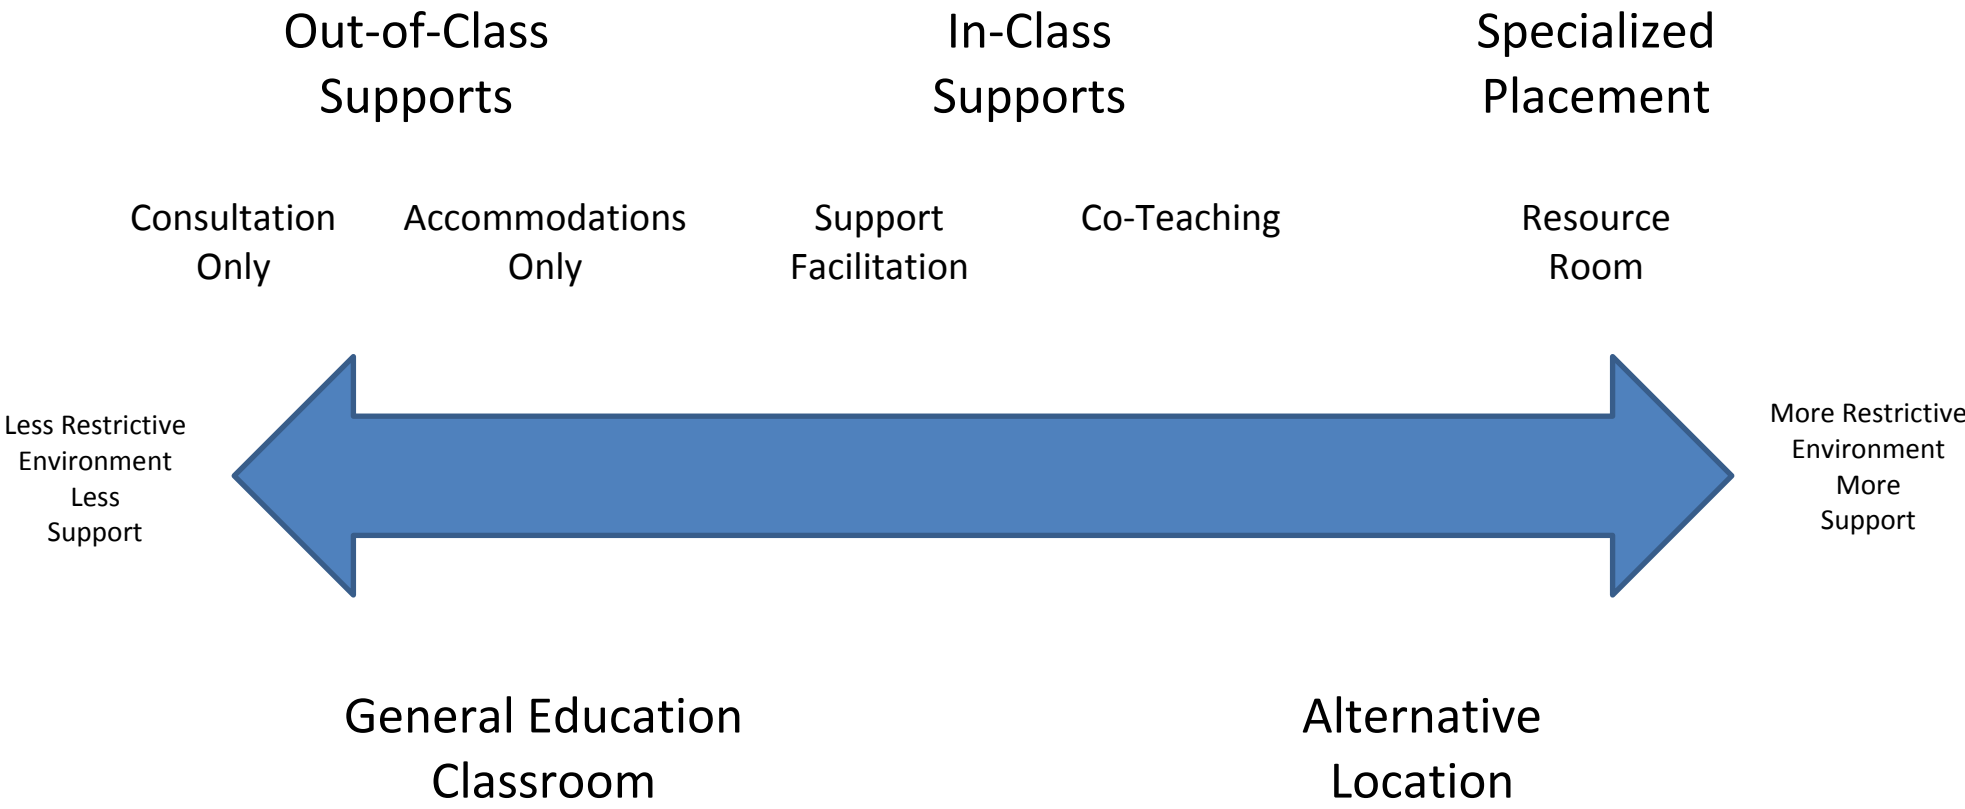 Out-of-Class
Supports
In-Class
Supports
Specialized
Placement
Consultation
Only
Accommodations
Only
Support
Facilitation
Co-Teaching
Resource
Room
Less Restrictive
Environment
Less
Support
More Restrictive
Environment
More
Support
General Education
Classroom
Alternative
Location